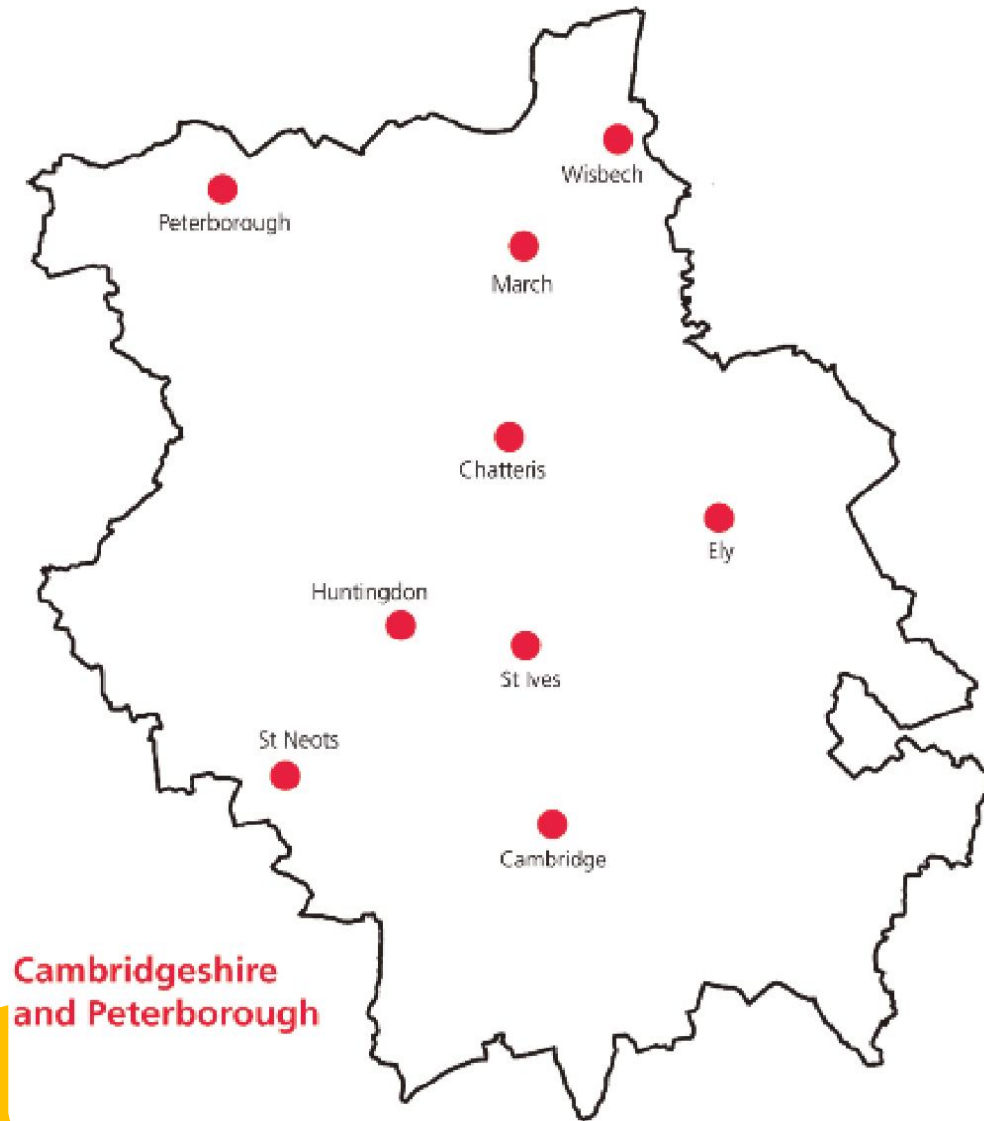 Wisbech
Peterborough
March
Chatteris
Ely
Huntingdon
St Ives
St Neots
Cambridge
Cambridgeshire
and Peterborough